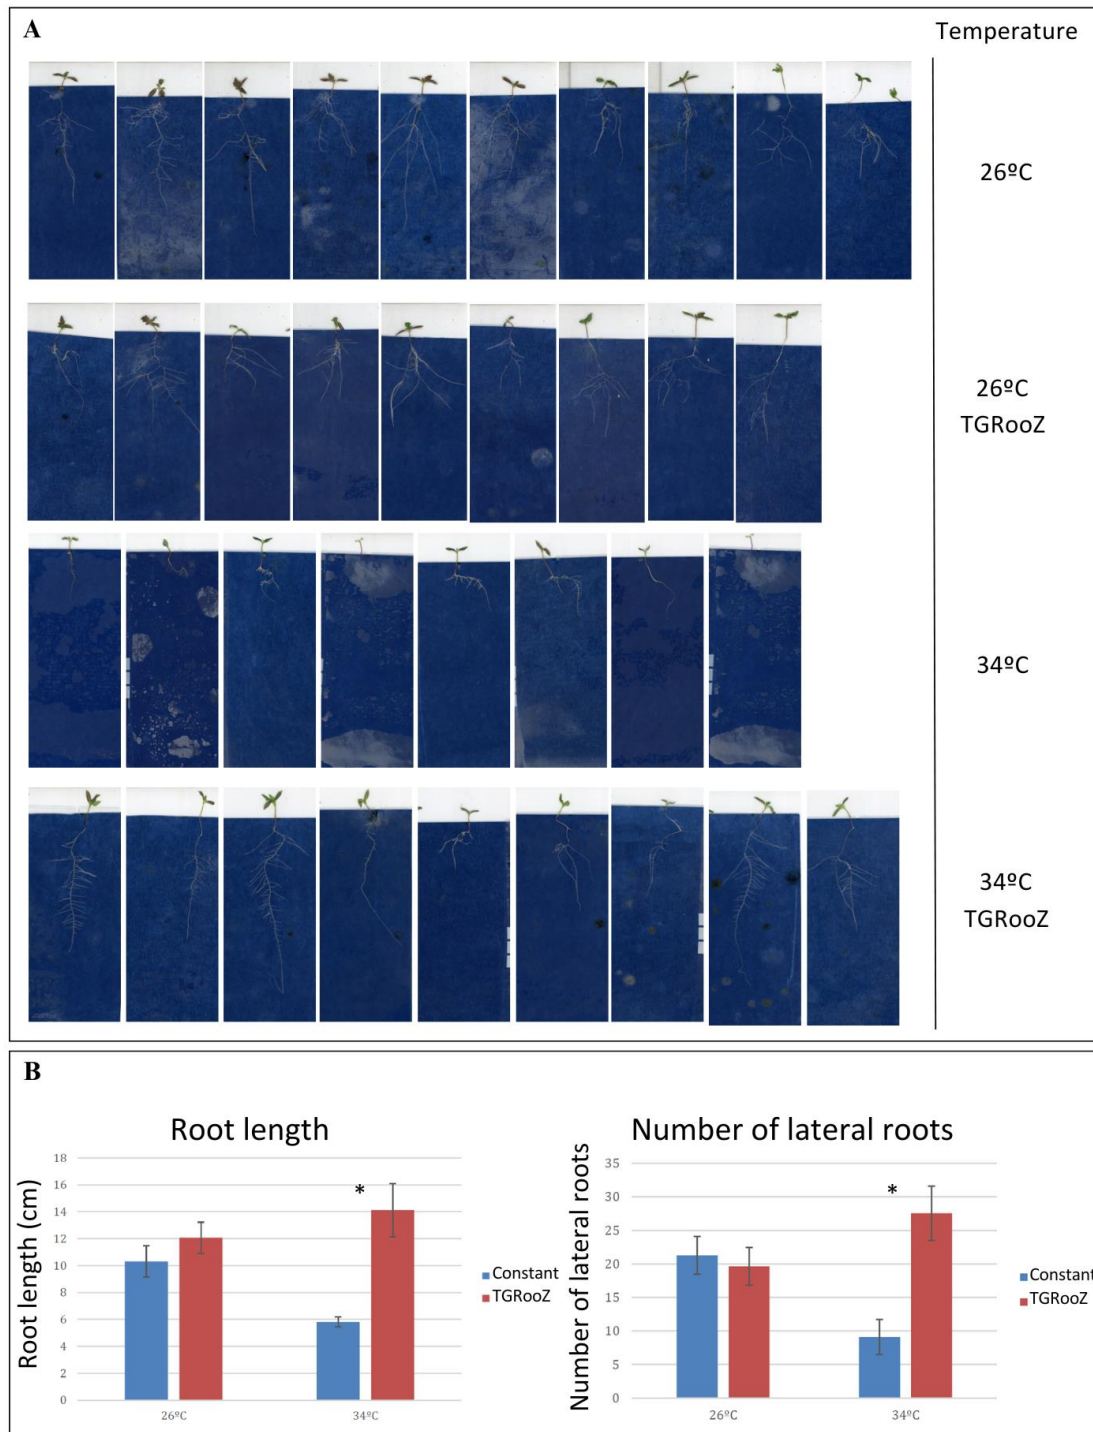 A
Temperature
26ºC
26ºC
TGRooZ
34ºC
34ºC
TGRooZ
B
Root length
Root length (cm)
18
16
14
12
10
8
6
4
2
0
*
26ºC
34ºC
Constant
TGRooZ
Number of lateral roots
Number of lateral roots
35
30
25
20
15
10
5
0
*
26ºC
34ºC
Constant
TGRooZ